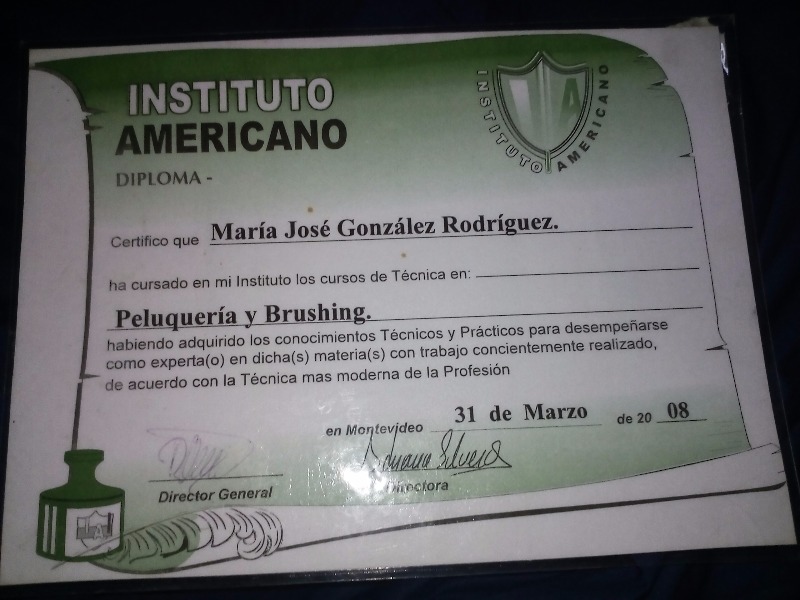 INSTITUTO
AMERICANO
DIPLOMA -
INSTITUTO AMERICANO
IA
Certifico que María José González Rodríguez.
ha cursado en mi Instituto los cursos de Técnica en:
Peluquería y Brushing.
habiendo adquirido los conocimientos Técnicos y Prácticos para desempeñarse
como experta(o) en dicha(s) materia(s) con trabajo concientemente realizado,
de acuerdo con la Técnica mas moderna de la Profesión
en Montevideo 31 de Marzo de 20 08
Adriana Silveira
Director General
Directora